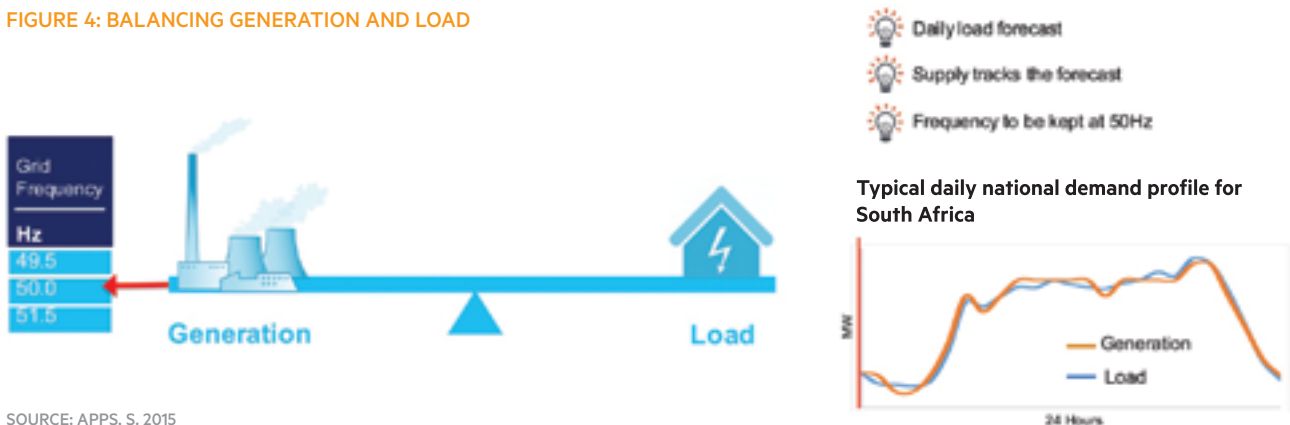 FIGURE 4: BALANCING GENERATION AND LOAD
Daily load forecast
Supply tracks the forecast
Frequency to be kept at 50Hz
Grid
Frequency
Hz
49.5
50.0
51.5
Generation
Load
Typical daily national demand profile for
South Africa
MW
Generation
Load
24 Hours
SOURCE: APPS, S. 2015